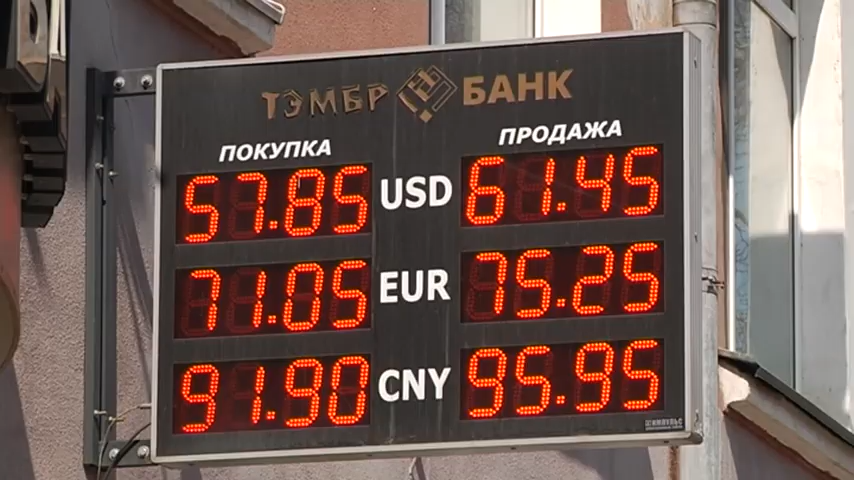 ТЭМБР БАНК
ПОКУПКА ПРОДАЖА
57.85 USD 61.45
71.05 EUR 75.25
91.90 CNY 95.95